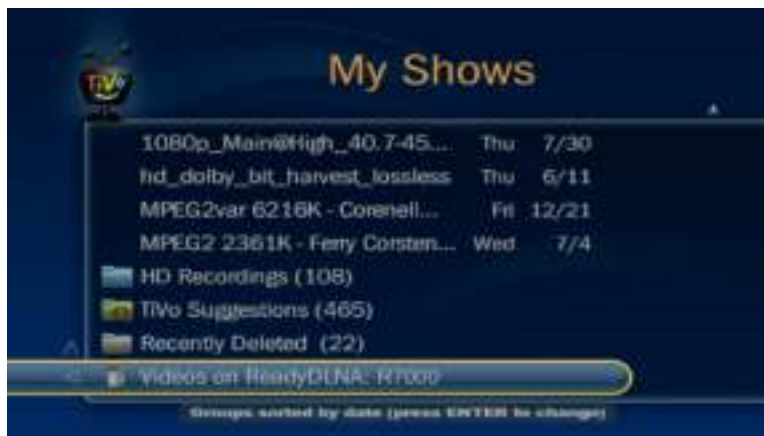 TiVo
My Shows
1080p_Main@High_40.7-45... Thu 7/30
hd_dolby_bit_harvest_lossless Thu 6/11
MPEG2var 6216K - Corenell... Fri 12/21
MPEG2 2361K - Ferry Corsten... Wed 7/4
HD Recordings (108)
TiVo Suggestions (465)
Recently Deleted (22)
Videos on ReadyDLNA: R7000
Groups sorted by date (press ENTER to change)